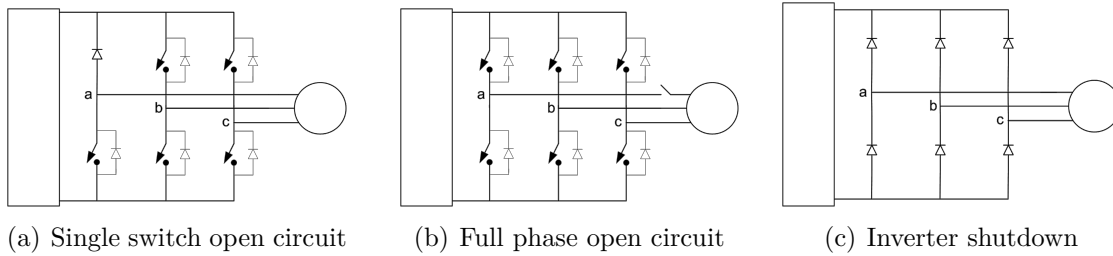 a
b
c
a
b
c
a
b
c
(a) Single switch open circuit
(b) Full phase open circuit
(c) Inverter shutdown